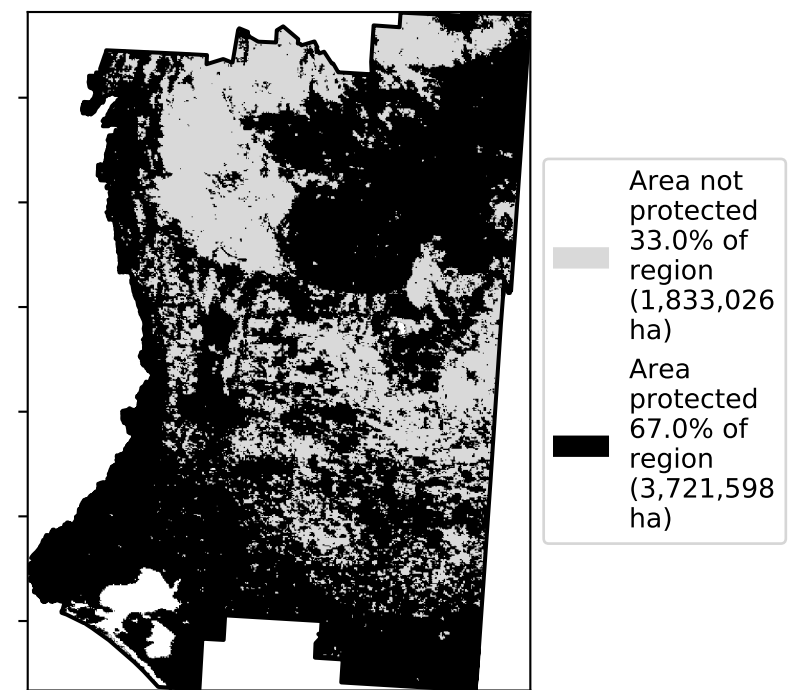 Area not
protected
33.0% of
region
(1,833,026
ha)
Area
protected
67.0% of
region
(3,721,598
ha)